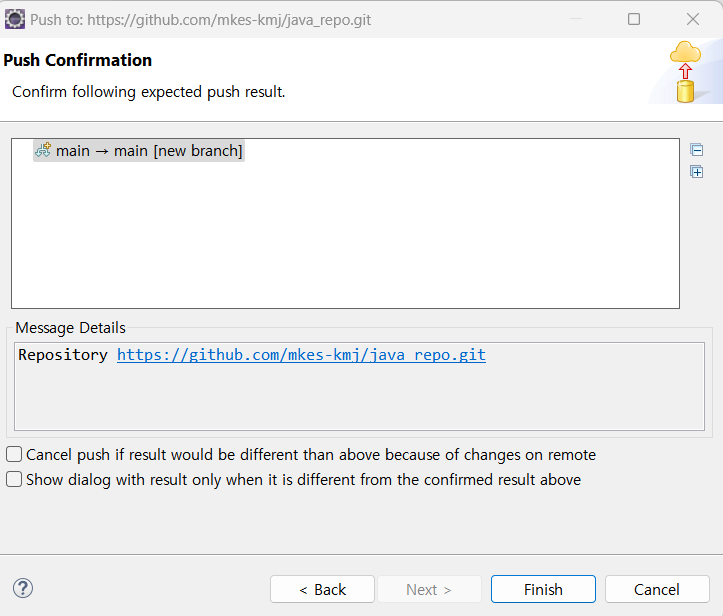 Push to: https://github.com/mkes-kmj/java_repo.git
Push Confirmation
Confirm following expected push result.
main → main [new branch]
Message Details
Repository https://github.com/mkes-kmj/java_repo.git
Cancel push if result would be different than above because of changes on remote
Show dialog with result only when it is different from the confirmed result above
? < Back Next > Finish Cancel